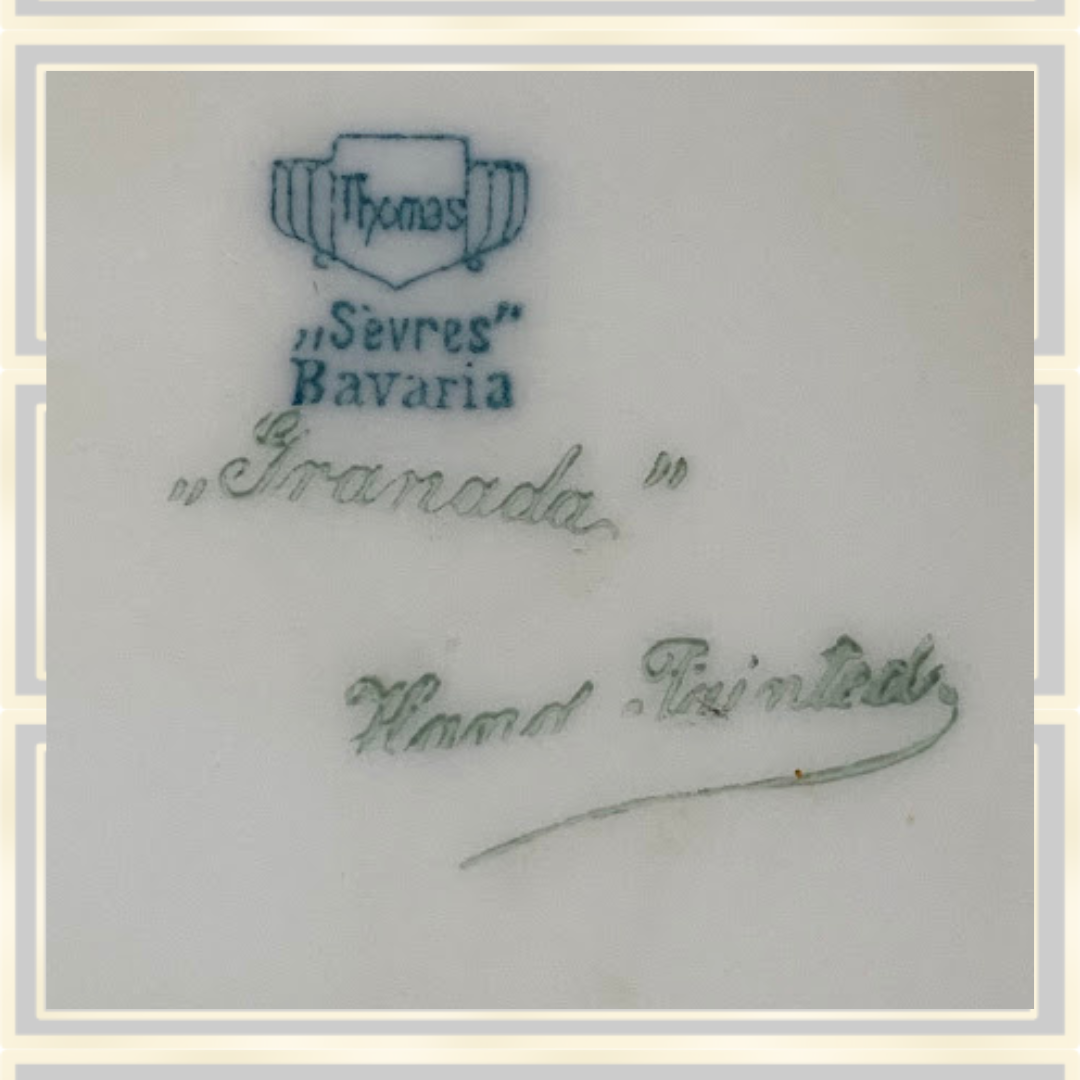 Thomas
„Sèvres"
Bavaria
„Granada"
Hand Painted